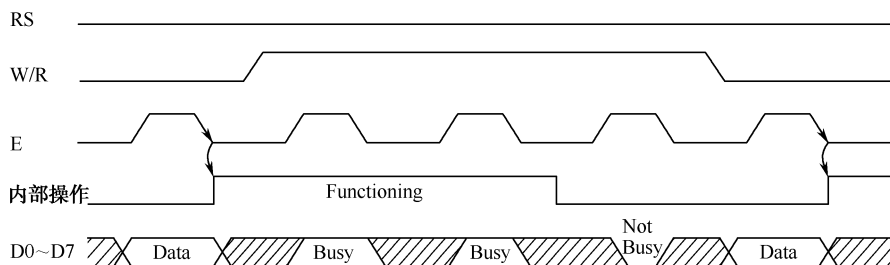 RS
W/R
E
内部操作
Functioning
D0～D7
Data
Busy
Busy
Not
Busy
Data